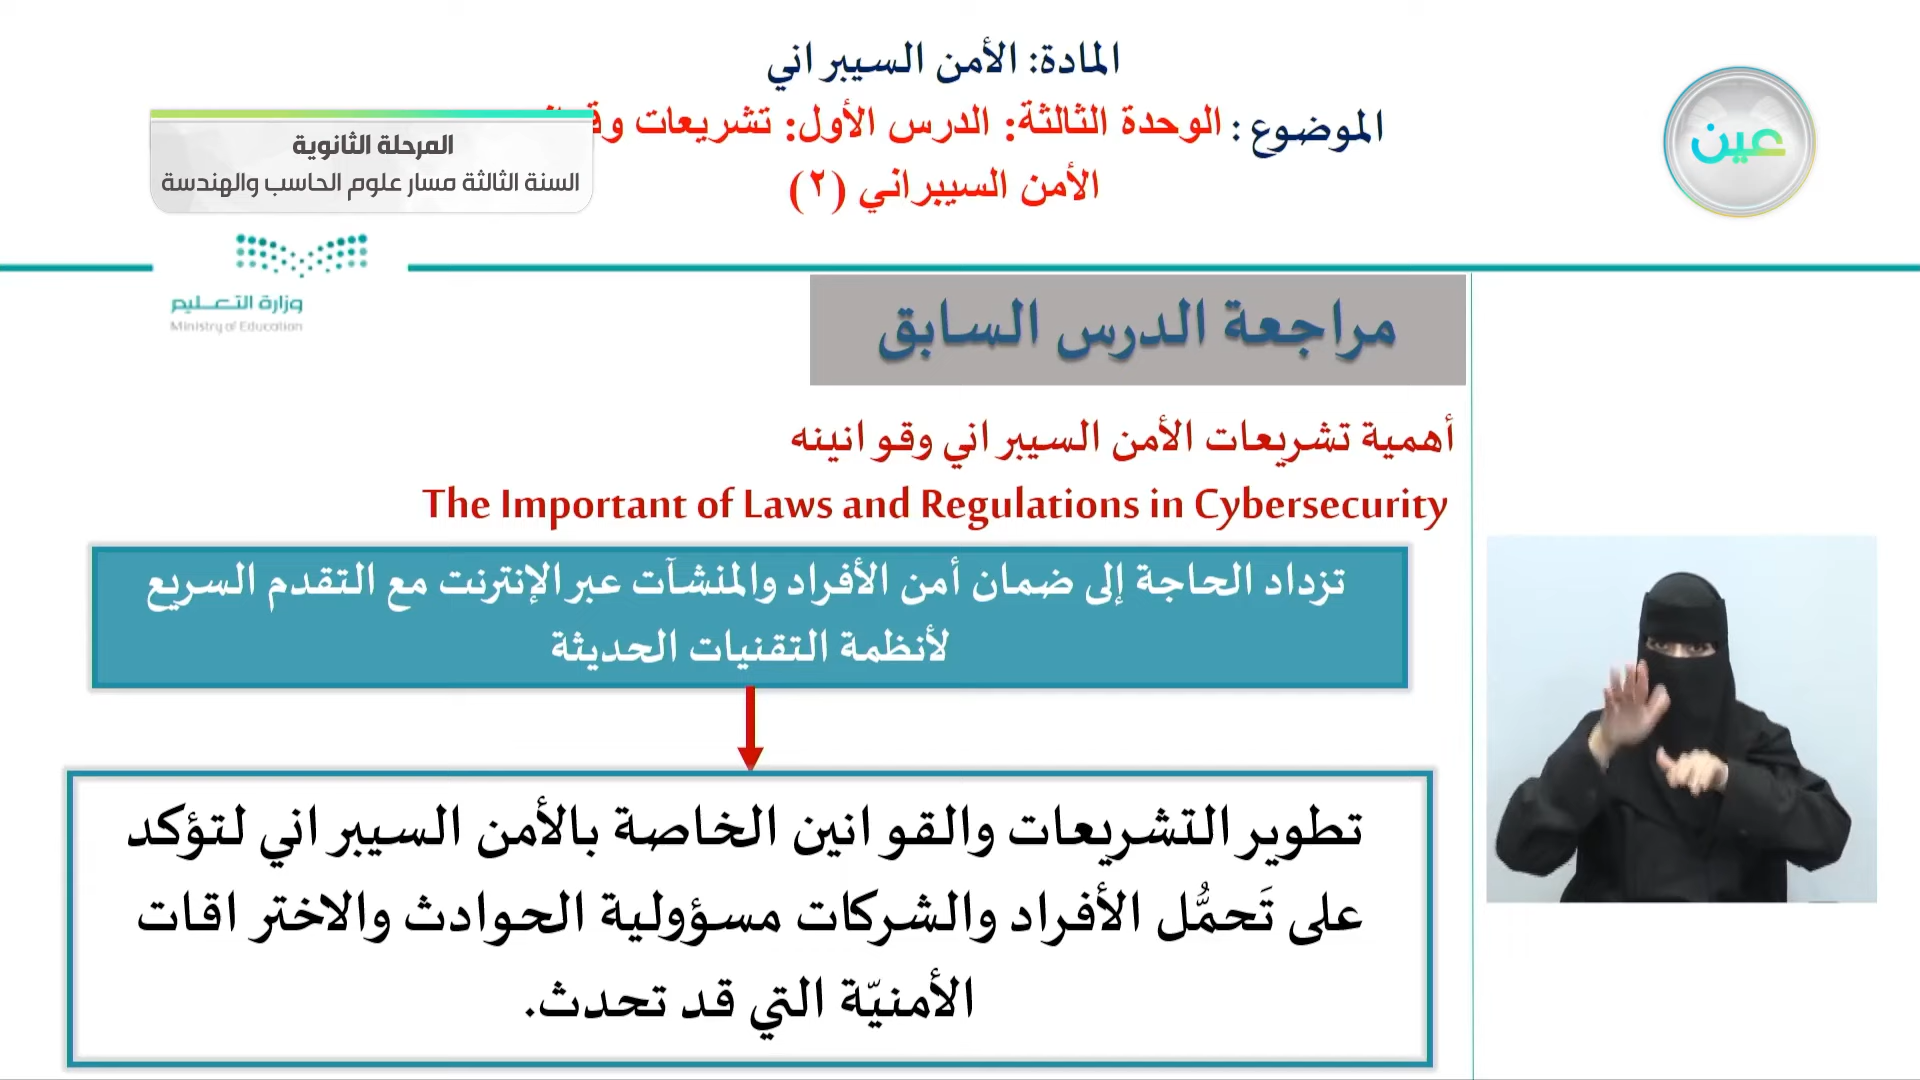 المادة: الأمن السيبراني
الموضوع: الوحدة الثالثة: الدرس الأول: تشريعات
الأمن السيبراني (٢)
المرحلة الثانوية
السنة الثالثة مسار علوم الحاسب والهندسة
عين
وزارة التعليم
Ministry of Education
مراجعة الدرس السابق
أهمية تشريعات الأمن السيبراني وقوانينه
The Important of Laws and Regulations in Cybersecurity
تزداد الحاجة إلى ضمان أمن الأفراد والمنشآت عبر الإنترنت مع التقدم السريع
لأنظمة التقنيات الحديثة
تطوير التشريعات والقوانين الخاصة بالأمن السيبراني لتؤكد
على تَحمُّل الأفراد والشركات مسؤولية الحوادث والاختراقات
الأمنيّة التي قد تحدث.